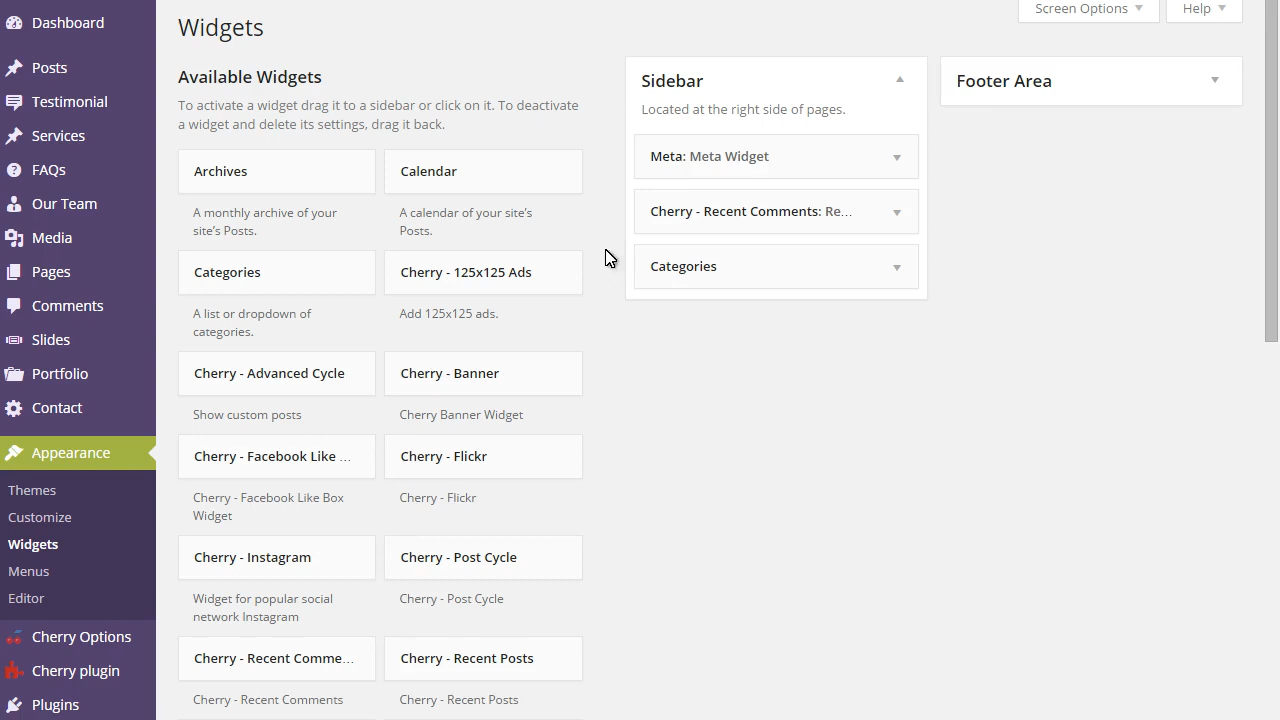 Dashboard
Posts
Testimonial
Services
FAQs
Our Team
Media
Pages
Comments
Slides
Portfolio
Contact
Appearance
Themes
Customize
Widgets
Menus
Editor
Cherry Options
Cherry plugin
Plugins
Screen Options
Help
Widgets
Available Widgets
To activate a widget drag it to a sidebar or click on it. To deactivate
a widget and delete its settings, drag it back.
Archives
A monthly archive of your
site's Posts.
Calendar
A calendar of your site's
Posts.
Categories
A list or dropdown of
categories.
Cherry - 125x125 Ads
Add 125x125 ads.
Cherry - Advanced Cycle
Show custom posts
Cherry - Banner
Cherry Banner Widget
Cherry - Facebook Like ...
Cherry - Facebook Like Box
Widget
Cherry - Flickr
Cherry - Flickr
Cherry - Instagram
Widget for popular social
network Instagram
Cherry - Post Cycle
Cherry - Post Cycle
Cherry - Recent Comme...
Cherry - Recent Comments
Cherry - Recent Posts
Cherry - Recent Posts
Sidebar
Located at the right side of pages.
Meta: Meta Widget
Cherry - Recent Comments: Re...
Categories
Footer Area